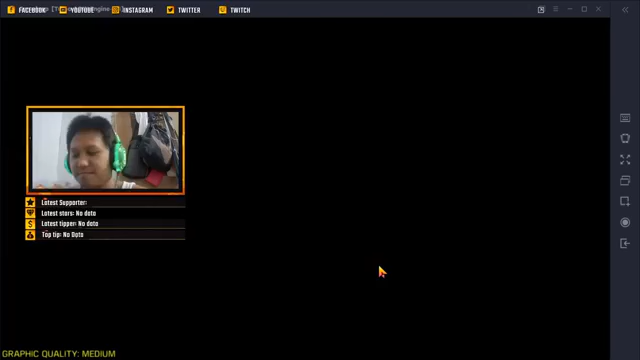 FACEBOOK YOUTUBE INSTAGRAM TWITTER TWITCH
Latest Supporter:
Latest stars: No data
Latest tipper: No data
Top tip: No Data
GRAPHIC QUALITY: MEDIUM